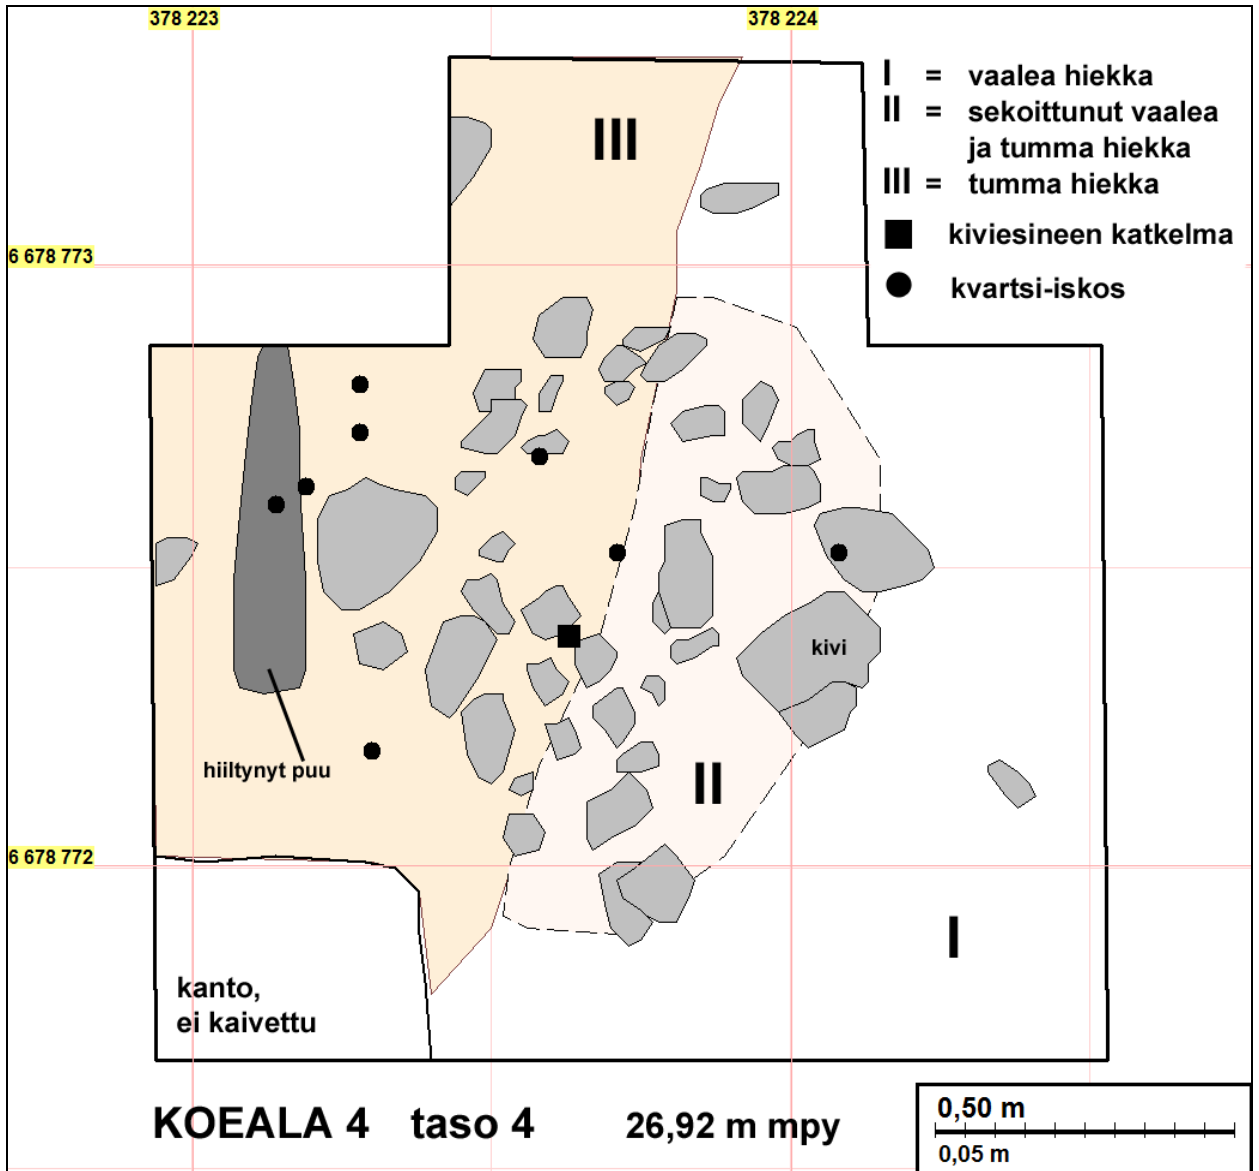 378 223
378 224
I = vaalea hiekka
II = sekoittunut vaalea
ja tumma hiekka
III = tumma hiekka
kiviesineen katkelma
kvartsi-iskos
III
6 678 773
kivi
hiiltynyt puu
II
6 678 772
I
kanto,
ei kaivettu
KOEALA 4 taso 4 26,92 m mpy
0,50 m
0,05 m